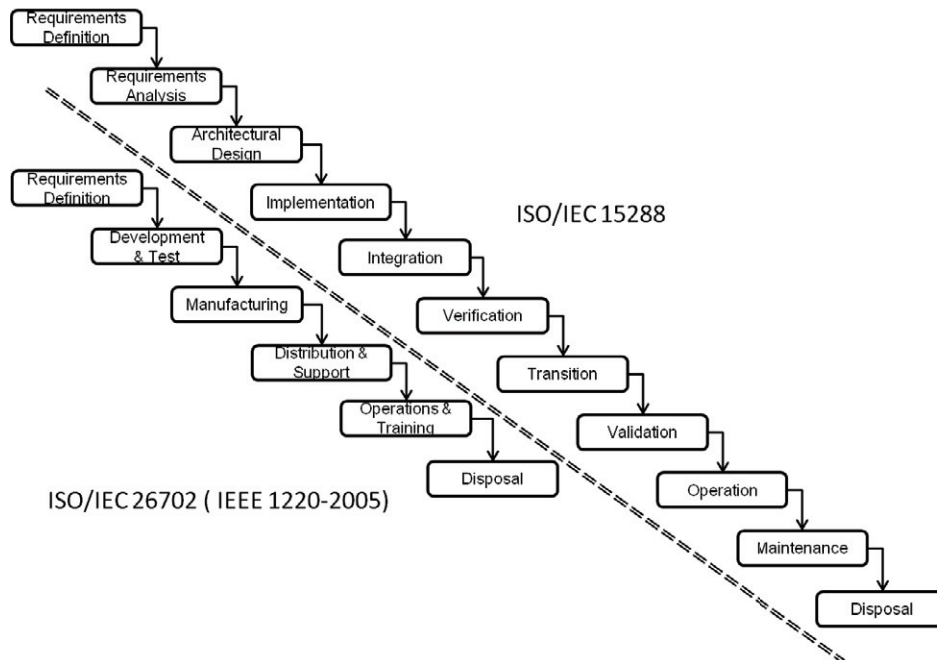 Requirements
Definition
Requirements
Analysis
Architectural
Design
Implementation
Integration
Verification
Transition
Validation
Operation
Maintenance
Disposal
ISO/IEC 15288
Requirements
Definition
Development
& Test
Manufacturing
Distribution &
Support
Operations &
Training
Disposal
ISO/IEC 26702 ( IEEE 1220-2005)